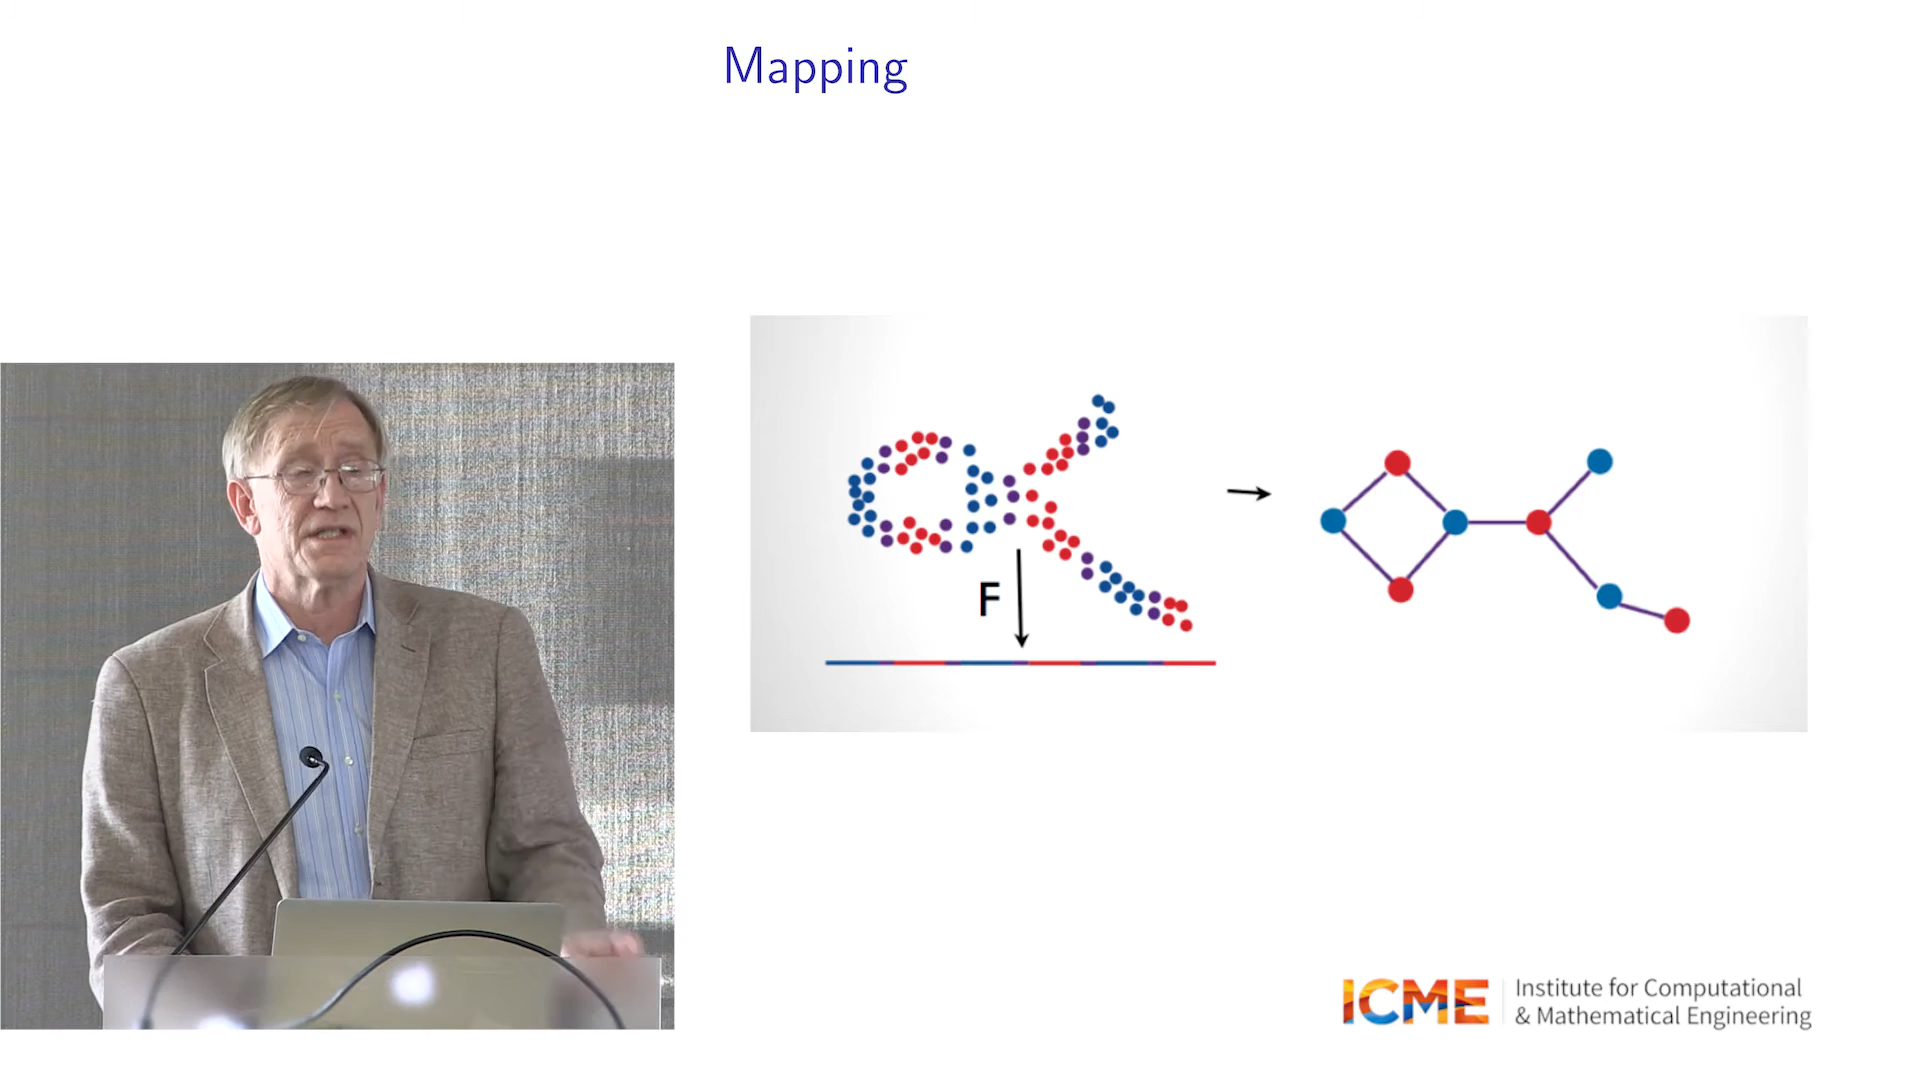 Mapping
F
ICME
Institute for Computational
& Mathematical Engineering